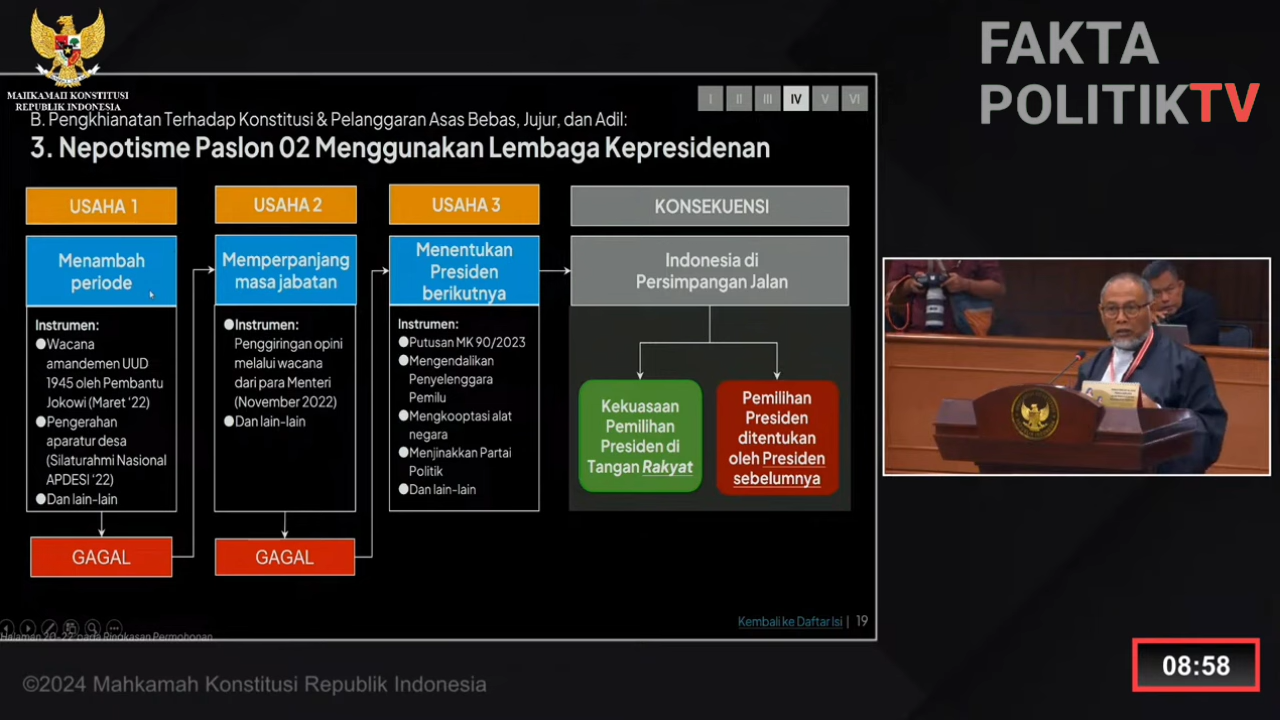 FAKTA
POLITIKTV
MAHKAMAH KONSTITUSI
REPUBLIK INDONESIA
I II III IV V VI
B. Pengkhianatan Terhadap Konstitusi & Pelanggaran Asas Bebas, Jujur, dan Adil:
3. Nepotisme Paslon 02 Menggunakan Lembaga Kepresidenan
USAHA 1
Menambah
periode
Instrumen:
●Wacana
amandemen UUD
1945 oleh Pembantu
Jokowi (Maret '22)
●Pengerahan
aparatur desa
(Silaturahmi Nasional
APDESI '22)
●Dan lain-lain
GAGAL
USAHA 2
Memperpanjang
masa jabatan
●Instrumen:
Penggiringan opini
melalui wacana
dari para Menteri
(November 2022)
●Dan lain-lain
GAGAL
USAHA 3
Menentukan
Presiden
berikutnya
Instrumen:
●Putusan MK 90/2023
●Mengendalikan
Penyelenggara
Pemilu
●Mengkooptasi alat
negara
●Menjinakkan Partai
Politik
●Dan lain-lain
KONSEKUENSI
Indonesia di
Persimpangan Jalan
Kekuasaan
Pemilihan
Presiden di
Tangan Rakyat
Pemilihan
Presiden
ditentukan
oleh Presiden
sebelumnya
Halaman 20-22 pada Ringkasan Permohonan
Kembali ke Daftar Isi | 19
©2024 Mahkamah Konstitusi Republik Indonesia
08:58